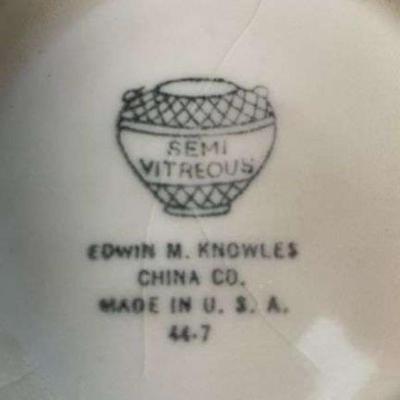 SEMI
VITREOUS
EDWIN M. KNOWLES
CHINA CO.
MADE IN U. S. A.
44-7